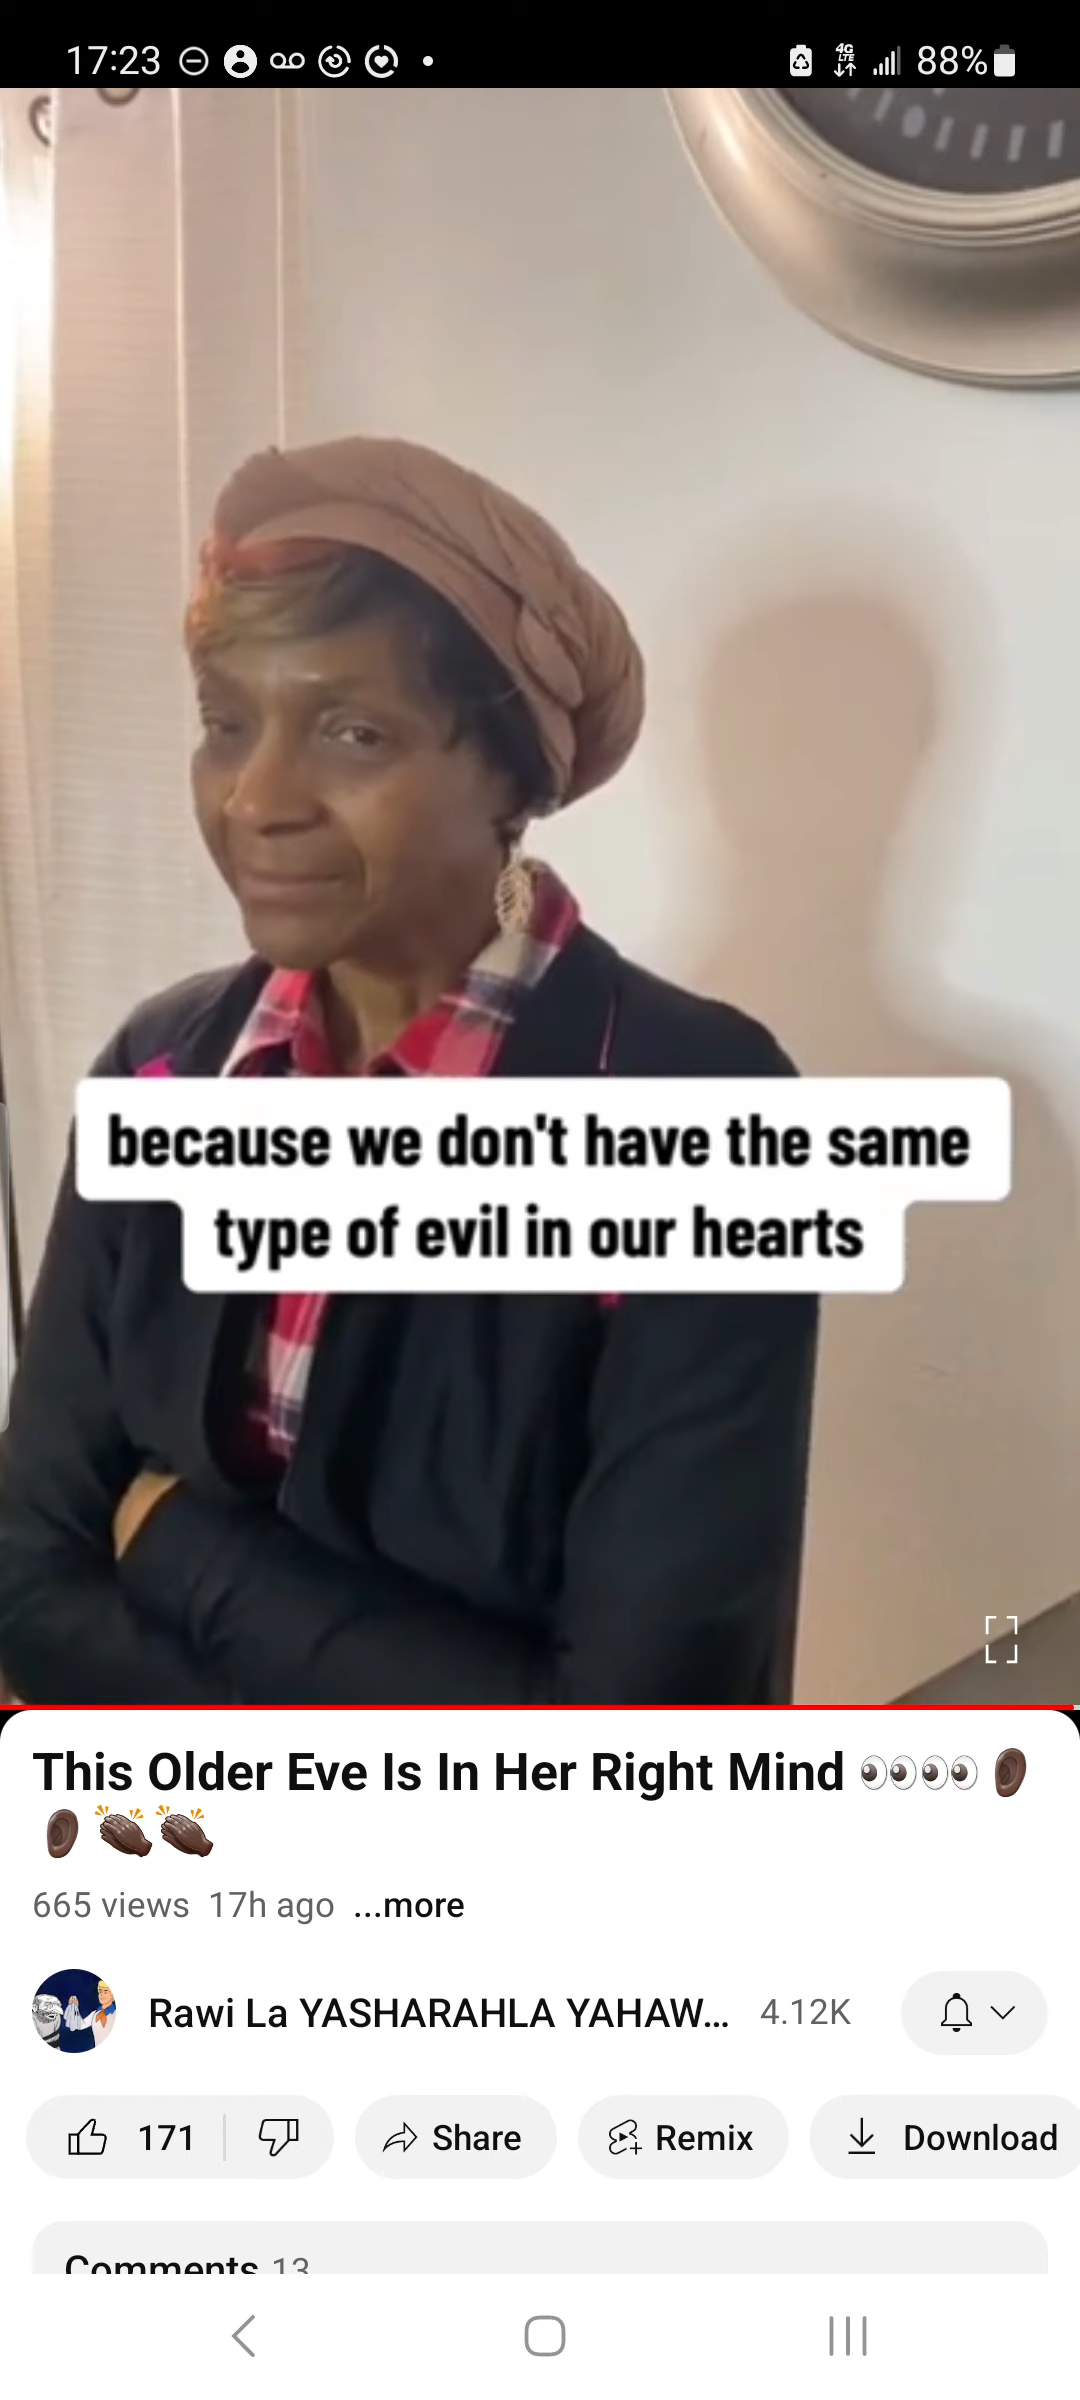 17:23
4G
LTE
88%
because we don't have the same
type of evil in our hearts
This Older Eve Is In Her Right Mind 👀👀👂🏿
👂🏿👏🏿👏🏿
665 views 17h ago ...more
Rawi La YASHARAHLA YAHAW... 4.12K
171 Share Remix Download
Comments 13